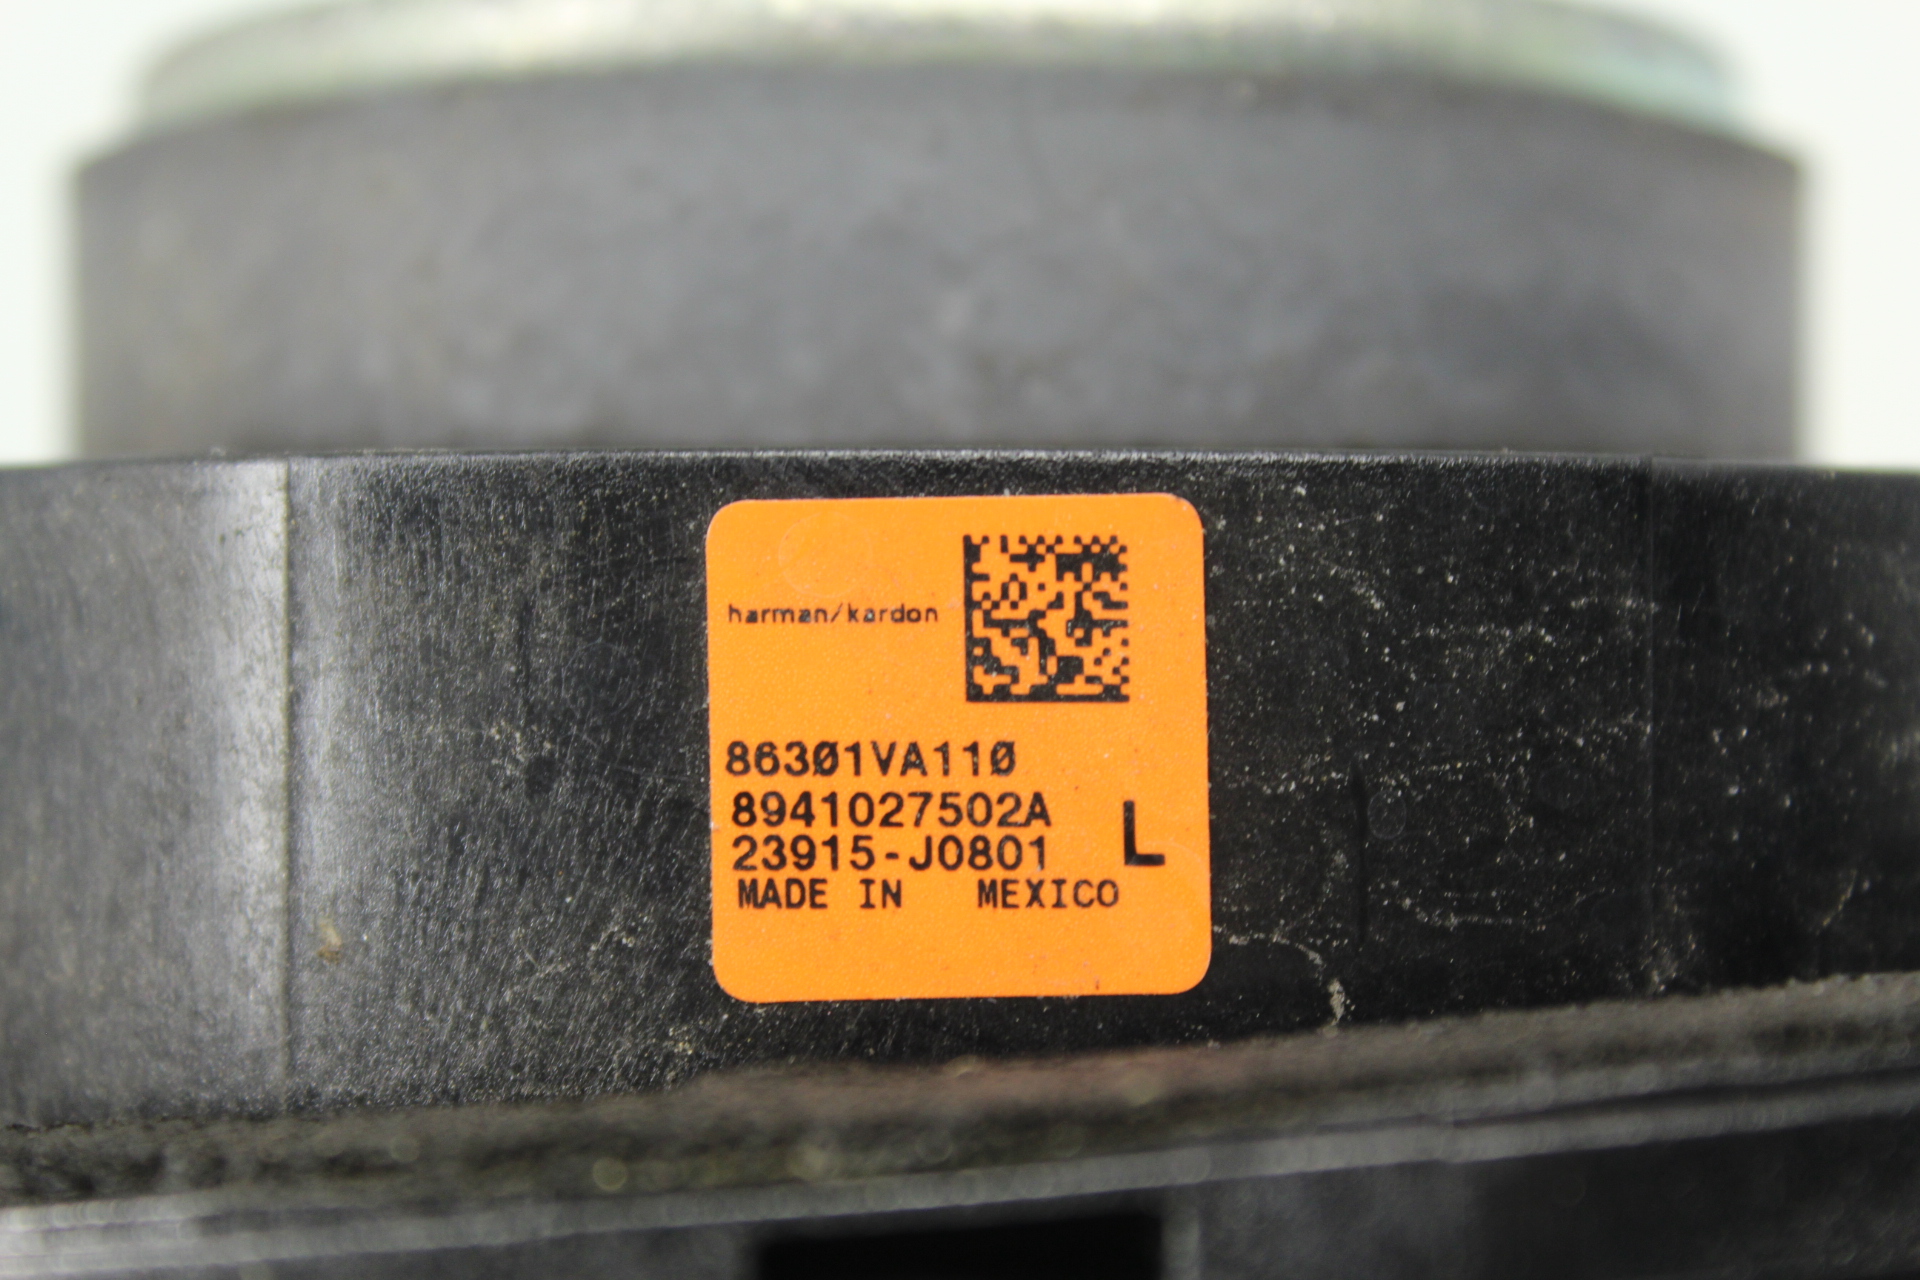 harman/kardon
86301VA110
8941027502A
23915-J0801
L
MADE IN MEXICO